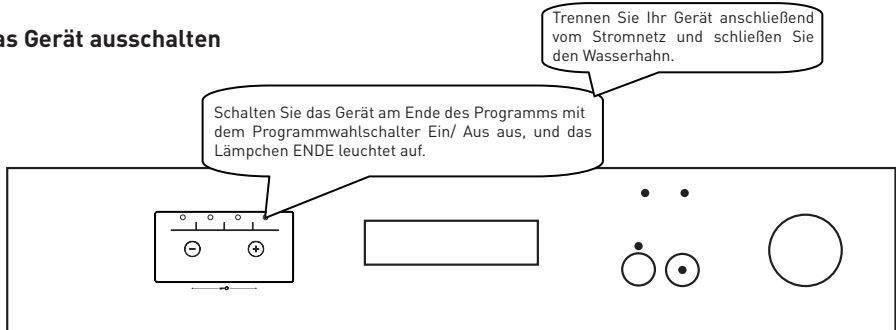 as Gerät ausschalten
Trennen Sie Ihr Gerät anschließend
vom Stromnetz und schließen Sie
den Wasserhahn.
Schalten Sie das Gerät am Ende des Programms mit
dem Programmwahlschalter Ein/ Aus aus, und das
Lämpchen ENDE leuchtet auf.